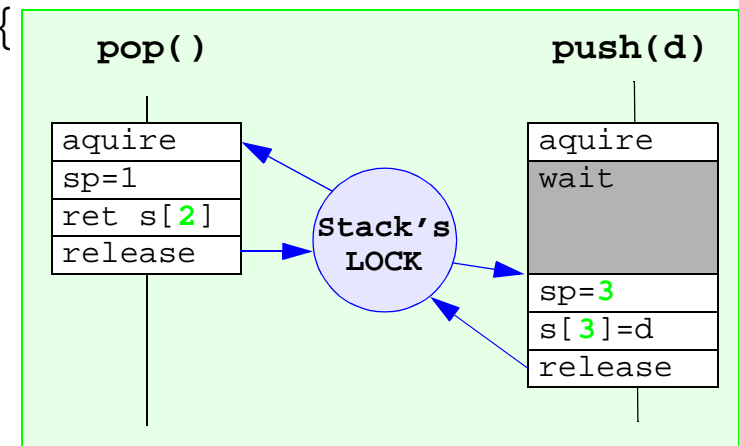 {
pop()
push(d)
aquire
sp=1
ret s[2]
release
Stack's
LOCK
aquire
wait
sp=3
s[3]=d
release